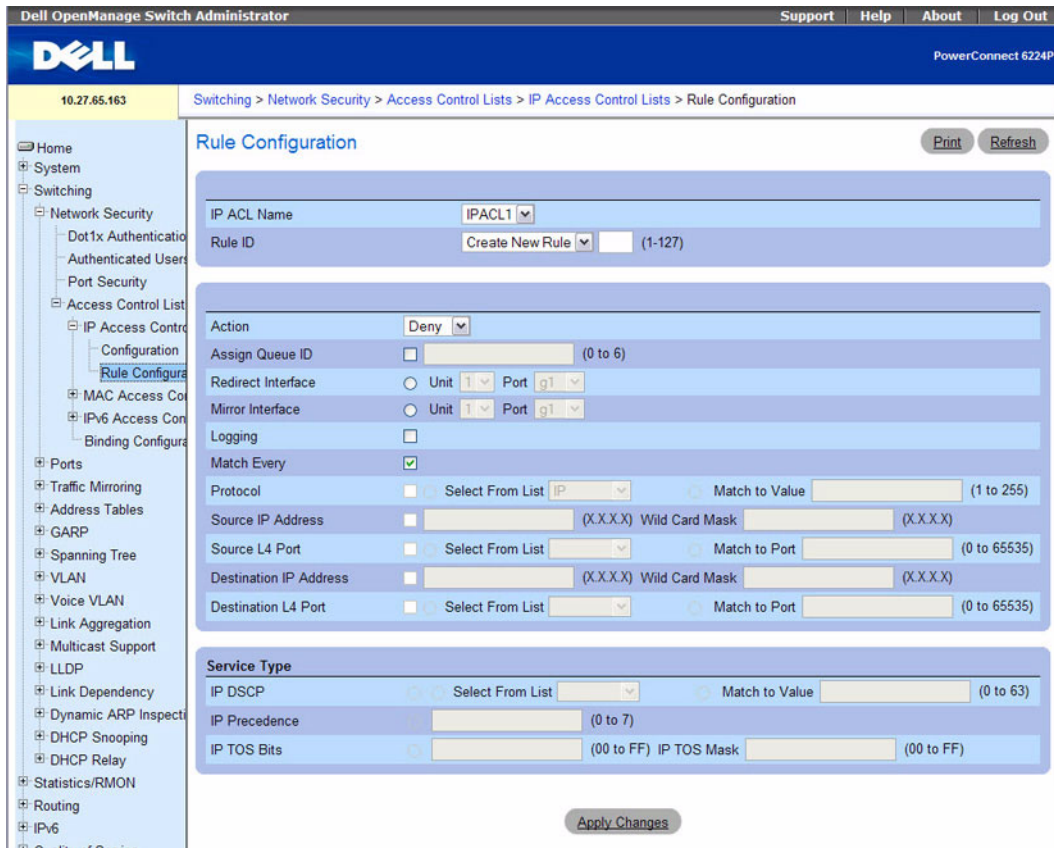 Dell OpenManage Switch Administrator Support Help About Log Out
DELL
PowerConnect 6224P
10.27.65.163
Switching > Network Security > Access Control Lists > IP Access Control Lists > Rule Configuration
Home
System
Switching
Network Security
Dot1x Authenticatio
Authenticated Users
Port Security
Access Control List
IP Access Contro
Configuration
Rule Configura
MAC Access Co
IPv6 Access Con
Binding Configura
Ports
Traffic Mirroring
Address Tables
GARP
Spanning Tree
VLAN
Voice VLAN
Link Aggregation
Multicast Support
LLDP
Link Dependency
Dynamic ARP Inspecti
DHCP Snooping
DHCP Relay
Statistics/RMON
Routing
IPv6
Rule Configuration Print Refresh
IP ACL Name IPACL1
Rule ID Create New Rule (1-127)
Action Deny
Assign Queue ID (0 to 6)
Redirect Interface Unit 1 Port g1
Mirror Interface Unit 1 Port g1
Logging
Match Every
Protocol Select From List IP Match to Value (1 to 255)
Source IP Address (X.X.X.X) Wild Card Mask (X.X.X.X)
Source L4 Port Select From List Match to Port (0 to 65535)
Destination IP Address (X.X.X.X) Wild Card Mask (X.X.X.X)
Destination L4 Port Select From List Match to Port (0 to 65535)
Service Type
IP DSCP Select From List Match to Value (0 to 63)
IP Precedence (0 to 7)
IP TOS Bits (00 to FF) IP TOS Mask (00 to FF)
Apply Changes